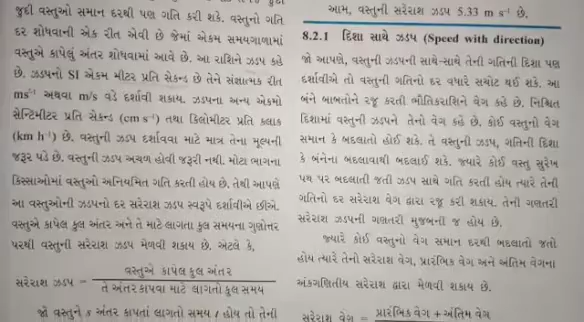 જુદી વસ્તુઓ સમાન દરથી પણ ગતિ કરી શકે. વસ્તુનો ગતિ
દર શોધવાની એક રીત એવી છે જેમાં એકમ સમયગાળામાં
વસ્તુએ કાપેલું અંતર શોધવામાં આવે છે. આ રાશિને ઝડપ કહે
છે. ઝડપનો SI એકમ મીટર પ્રતિ સેકન્ડ છે તેને સંજ્ઞાત્મક રીત
ms⁻¹ અથવા m/s વડે દર્શાવી શકાય. ઝડપના અન્ય એકમો
સેન્ટિમીટર પ્રતિ સેકન્ડ (cm s⁻¹) તથા કિલોમીટર પ્રતિ કલાક
(km h⁻¹) છે. વસ્તુની ઝડપ દર્શાવવા માટે માત્ર તેના મૂલ્યની
જરૂર પડે છે. વસ્તુની ઝડપ અચળ હોવી જરૂરી નથી. મોટા ભાગના
કિસ્સાઓમાં વસ્તુઓ અનિયમિત ગતિ કરતી હોય છે. તેથી આપણે
આ વસ્તુઓની ઝડપનો દર સરેરાશ ઝડપ સ્વરૂપે દર્શાવીએ છીએ.
વસ્તુએ કાપેલ કુલ અંતર અને તે માટે લાગતા કુલ સમયના ગુણોત્તર
પરથી વસ્તુની સરેરાશ ઝડપ મેળવી શકાય છે. એટલે કે,
સરેરાશ ઝડપ = વસ્તુએ કાપેલ કુલ અંતર
તે અંતર કાપવા માટે લાગતો કુલ સમય
જો વસ્તુને s અંતર કાપતાં લાગતો સમય t હોય તો તેની
આમ, વસ્તુની સરેરાશ ઝડપ 5.33 m s⁻¹ છે.
8.2.1 દિશા સાથે ઝડપ (Speed with direction)
જો આપણે, વસ્તુની ઝડપની સાથે-સાથે તેની ગતિની દિશા પણ
દર્શાવીએ તો વસ્તુની ગતિનો દર વધારે સચોટ થઈ શકે. આ
બંને બાબતોને રજૂ કરતી ભૌતિકરાશિને વેગ કહે છે. નિશ્ચિત
દિશામાં વસ્તુની ઝડપને તેનો વેગ કહે છે. કોઈ વસ્તુનો વેગ
સમાન કે બદલાતો હોઈ શકે. તે વસ્તુની ઝડપ, ગતિની દિશા
કે બંનેના બદલાવાથી બદલાઈ શકે. જ્યારે કોઈ વસ્તુ સુરેખ
પથ પર બદલાતી જતી ઝડપ સાથે ગતિ કરતી હોય ત્યારે તેની
ગતિનો દર સરેરાશ વેગ દ્વારા રજૂ કરી શકાય. તેની ગણતરી
સરેરાશ ઝડપની ગણતરી મુજબની જ હોય છે.
જ્યારે કોઈ વસ્તુનો વેગ સમાન દરથી બદલાતો જતો
હોય ત્યારે તેનો સરેરાશ વેગ, પ્રારંભિક વેગ અને અંતિમ વેગના
અંકગણિતીય સરેરાશ દ્વારા મેળવી શકાય છે.
સરેરાશ વેગ = પ્રારંભિક વેગ + અંતિમ વેગ